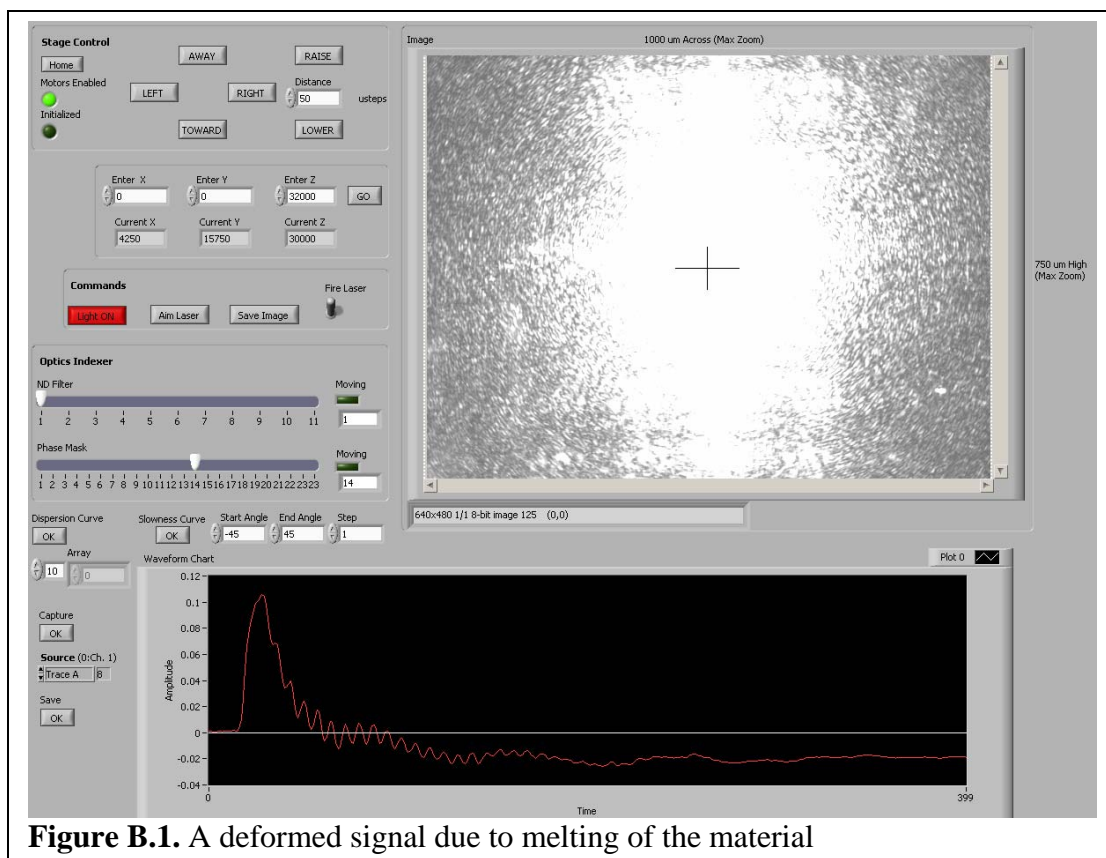 Stage Control
Home
AWAY
RAISE
Motors Enabled
LEFT
RIGHT
Distance
50
usteps
Initialized
TOWARD
LOWER
Enter X
Enter Y
Enter Z
0
0
32000
GO
Current X
Current Y
Current Z
4250
15750
30000
Commands
Fire Laser
Light ON
Aim Laser
Save Image
Optics Indexer
ND Filter
Moving
1 2 3 4 5 6 7 8 9 10 11
1
Phase Mask
Moving
1 2 3 4 5 6 7 8 9 10 11 12 13 14 15 16 17 18 19 20 21 22 23
14
Image
1000 um Across (Max Zoom)
750 um High
(Max Zoom)
640x480 1/1 8-bit image 125 (0,0)
Dispersion Curve
OK
Slowness Curve
OK
Start Angle
-45
End Angle
45
Step
1
Array
10
0
Capture
OK
Source (0:Ch. 1)
Trace A
8
Save
OK
Waveform Chart
Plot 0
Amplitude
0.12
0.1
0.08
0.06
0.04
0.02
0
-0.02
-0.04
0
399
Time
Figure B.1. A deformed signal due to melting of the material